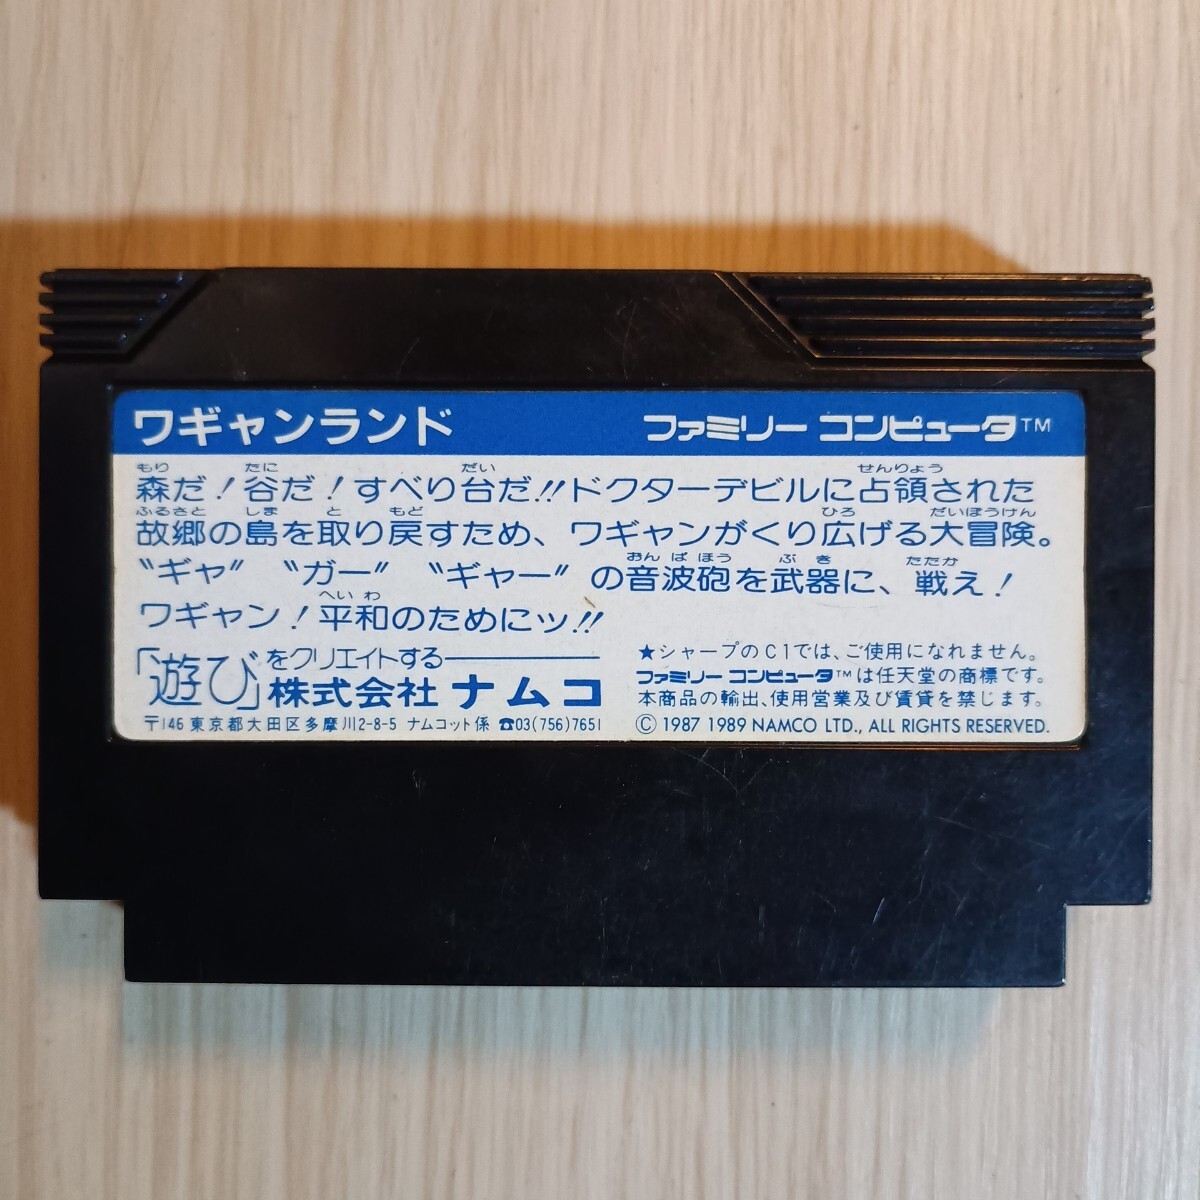 ワギャンランド ファミリー コンピュータ™
もり たに だい せんりょう
森だ!谷だ!すべり台だ!!ドクターデビルに占領された
ふるさと しま と もど ひろ だいぼうけん
故郷の島を取り戻すため、ワギャンがくり広げる大冒険。
おん ぱ ほう ぶ き たたか
"ギャ" "ガー" "ギャー"の音波砲を武器に、戦え!
へい わ
ワギャン!平和のためにッ!!
「遊び」をクリエイトする──
株式会社 ナムコ
〒146 東京都大田区多摩川2-8-5 ナムコット係 ☎03(756)7651
★シャープのC1では、ご使用になれません。
ファミリー コンピュータ™は任天堂の商標です。
本商品の輸出、使用営業及び賃貸を禁じます。
© 1987 1989 NAMCO LTD., ALL RIGHTS RESERVED.